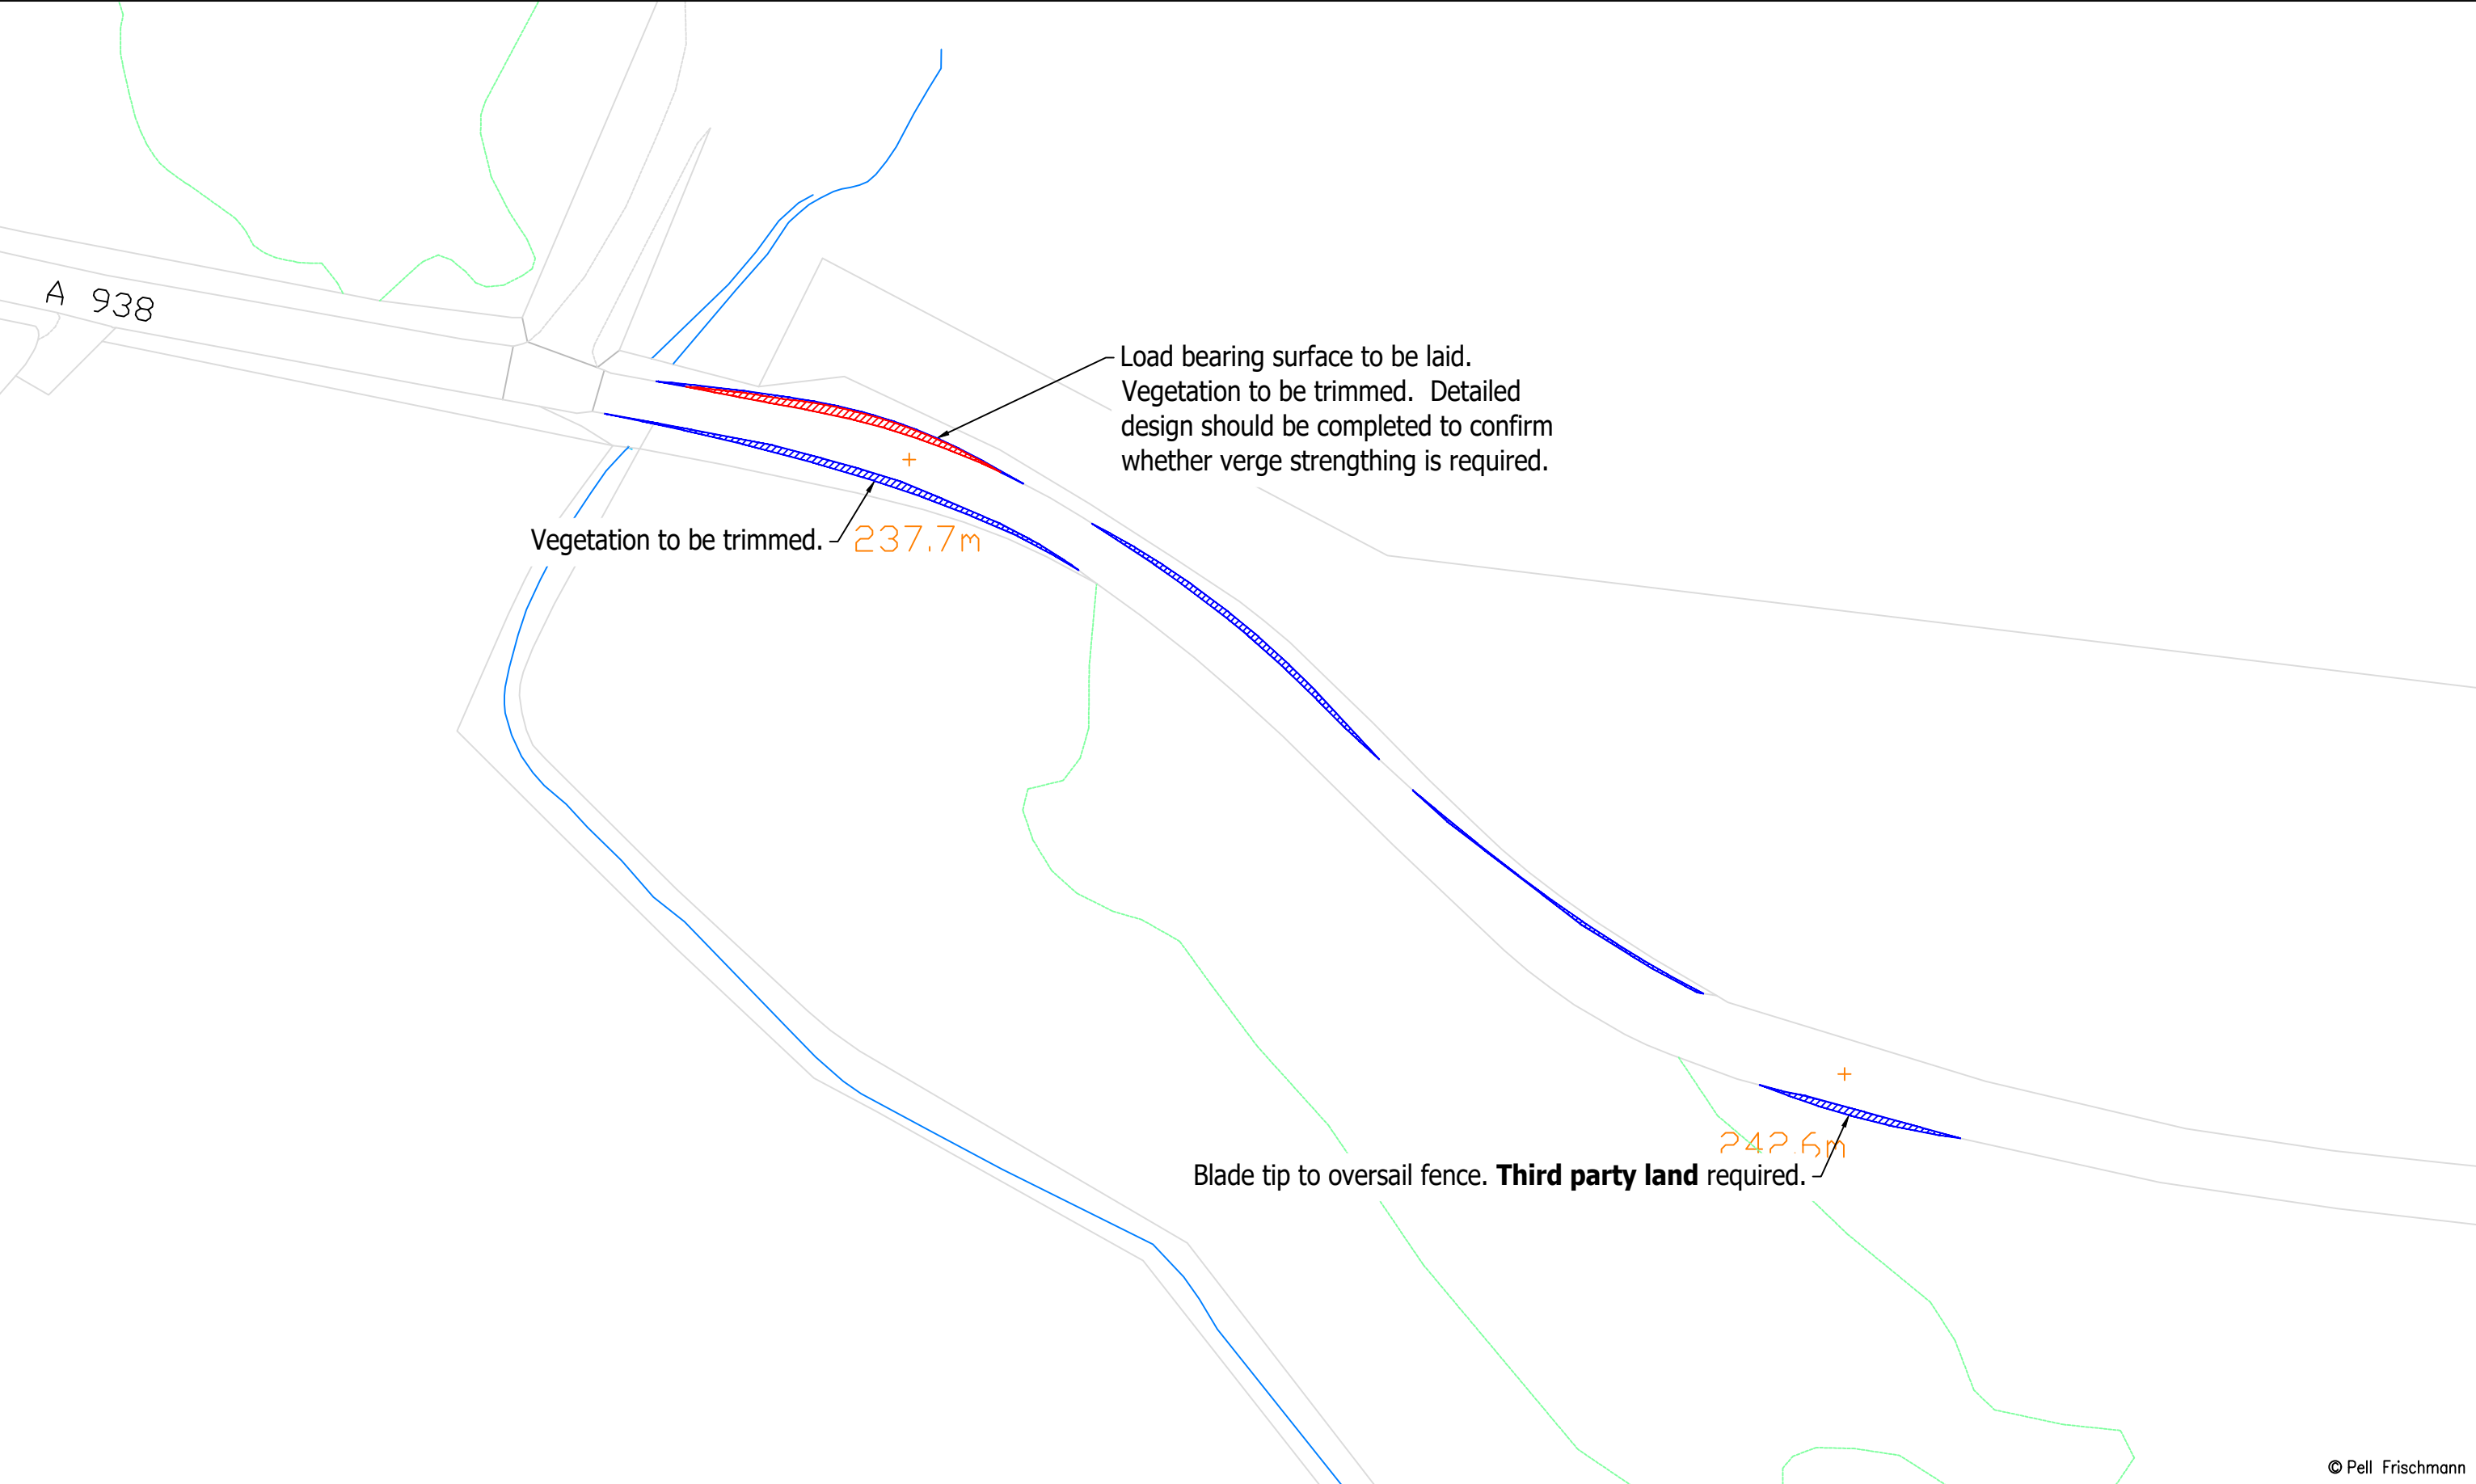 A 938
Load bearing surface to be laid.
Vegetation to be trimmed. Detailed
design should be completed to confirm
whether verge strengthing is required.
Vegetation to be trimmed.
237.7m
242.6m
Blade tip to oversail fence. Third party land required.
© Pell Frischmann